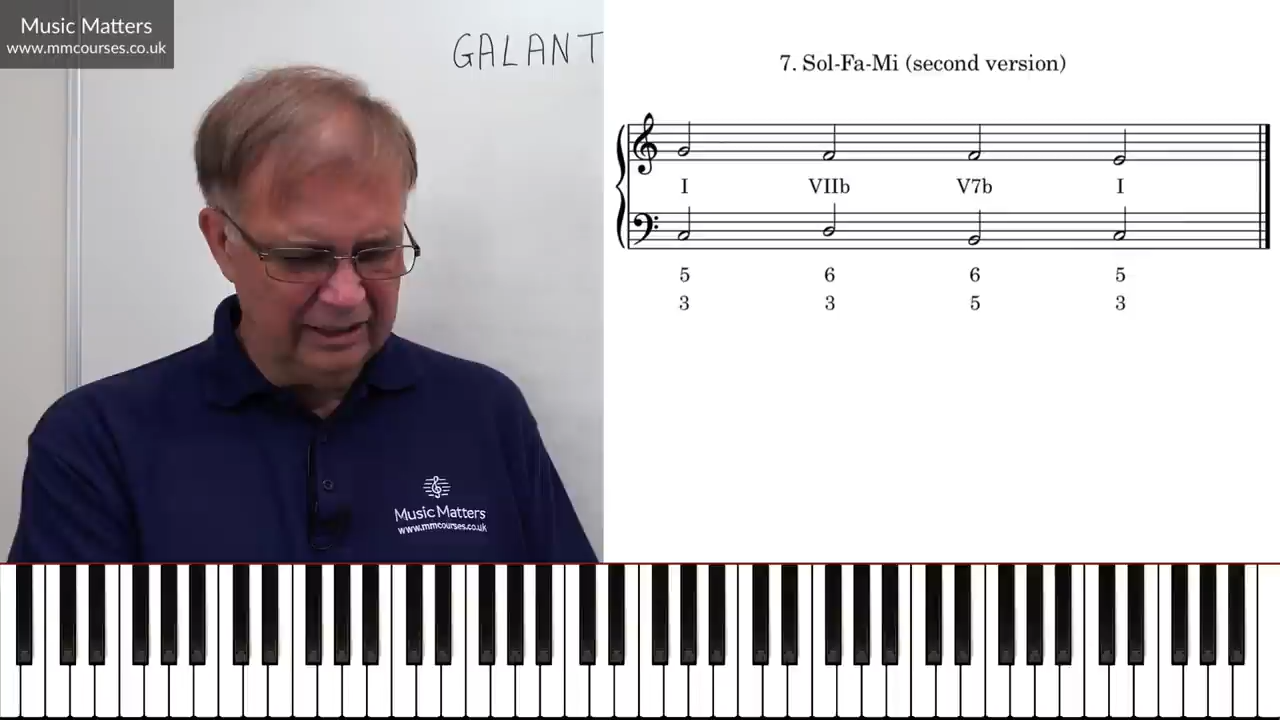 Music Matters
www.mmcourses.co.uk
GALANT
7. Sol-Fa-Mi (second version)
I VIIb V7b I
5 6 6 5
3 3 5 3
Music Matters
www.mmcourses.co.uk